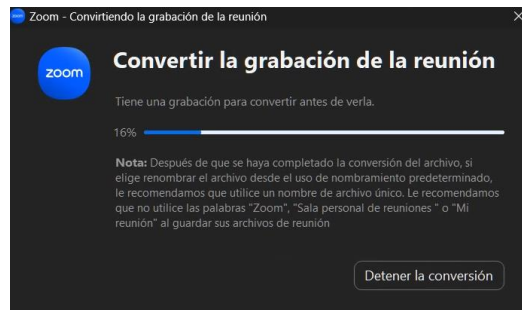 Zoom - Convirtiendo la grabación de la reunión
zoom
Convertir la grabación de la reunión
Tiene una grabación para convertir antes de verla.
16%
Nota: Después de que se haya completado la conversión del archivo, si
elige renombrar el archivo desde el uso de nombramiento predeterminado,
le recomendamos que utilice un nombre de archivo único. Le recomendamos
que no utilice las palabras "Zoom", "Sala personal de reuniones " o "Mi
reunión" al guardar sus archivos de reunión
Detener la conversión